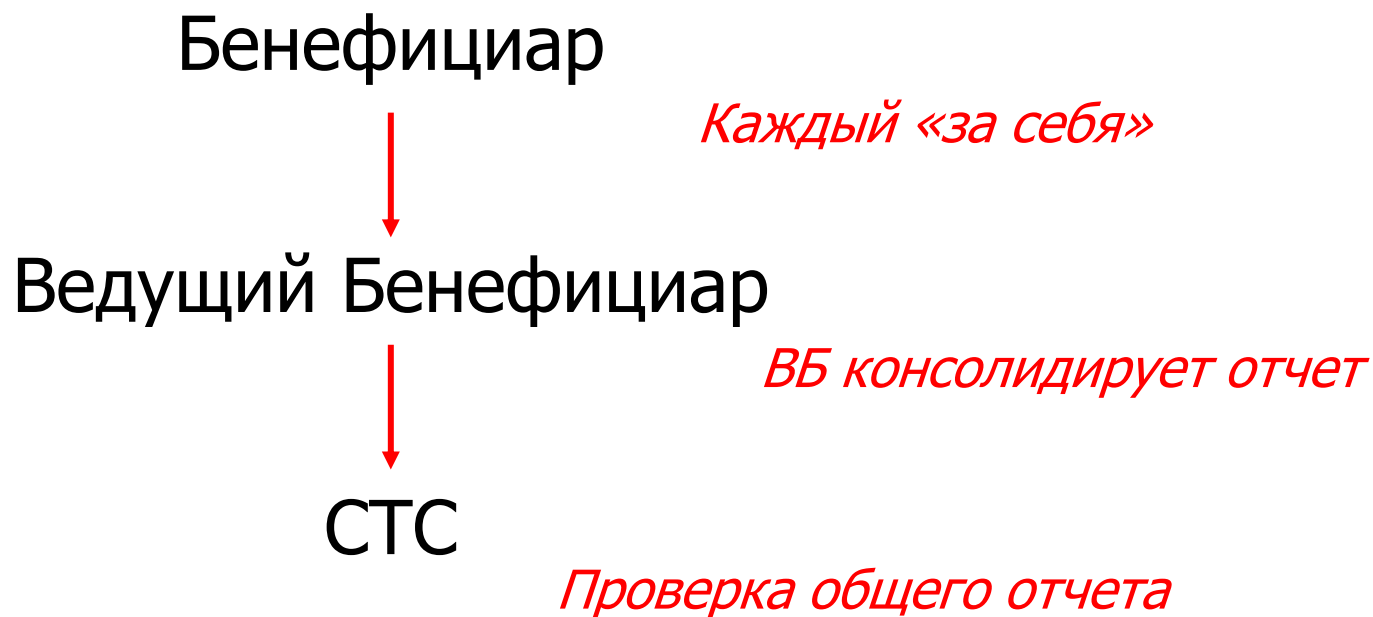 Бенефициар
Каждый «за себя»
Ведущий Бенефициар
ВБ консолидирует отчет
СТС
Проверка общего отчета